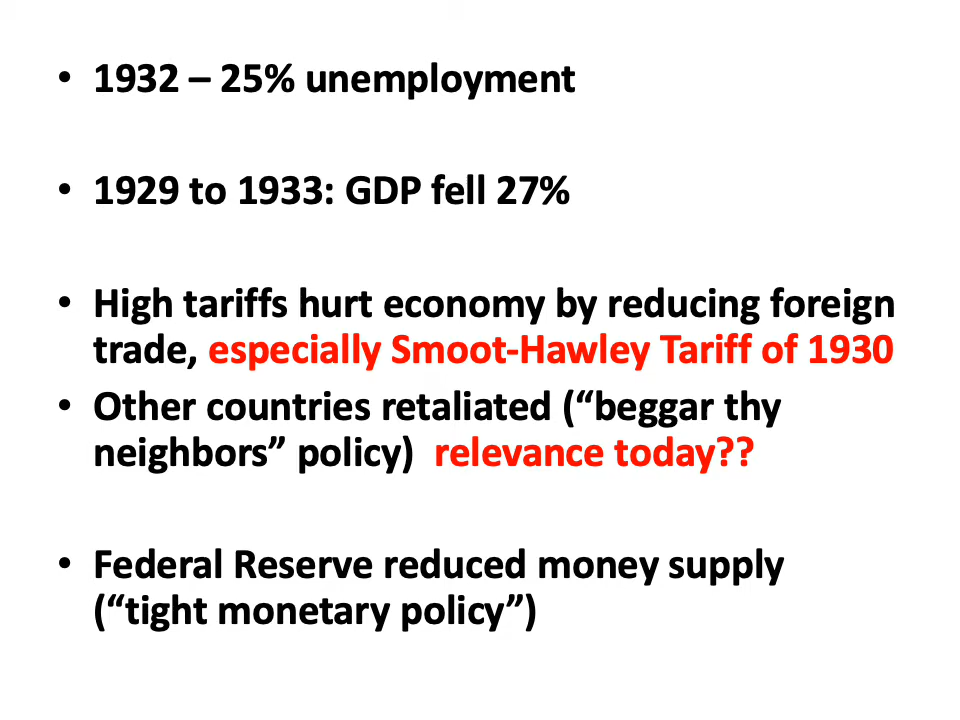 • 1932 – 25% unemployment
• 1929 to 1933: GDP fell 27%
• High tariffs hurt economy by reducing foreign
trade, especially Smoot-Hawley Tariff of 1930
• Other countries retaliated (“beggar thy
neighbors” policy)  relevance today??
• Federal Reserve reduced money supply
(“tight monetary policy”)